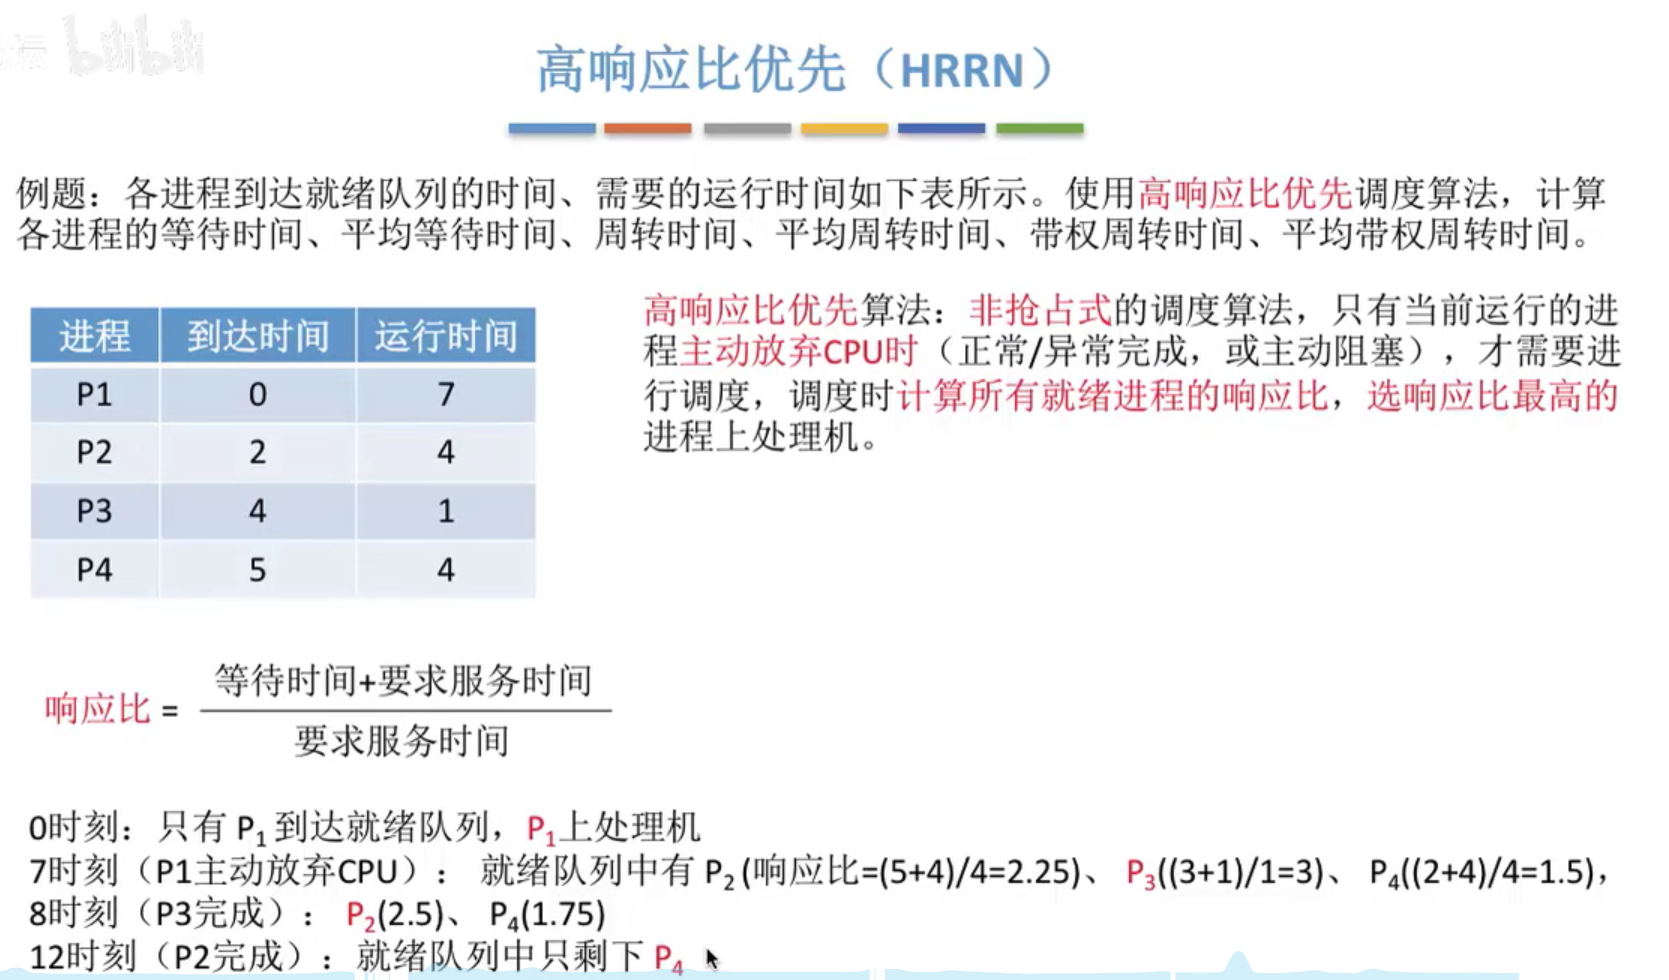 坛 bilibili
高响应比优先（HRRN）
例题：各进程到达就绪队列的时间、需要的运行时间如下表所示。使用高响应比优先调度算法，计算
各进程的等待时间、平均等待时间、周转时间、平均周转时间、带权周转时间、平均带权周转时间。
进程 到达时间 运行时间
P1 0 7
P2 2 4
P3 4 1
P4 5 4
高响应比优先算法：非抢占式的调度算法，只有当前运行的进
程主动放弃CPU时（正常/异常完成，或主动阻塞），才需要进
行调度，调度时计算所有就绪进程的响应比，选响应比最高的
进程上处理机。
响应比 =
等待时间+要求服务时间
要求服务时间
0时刻：只有 P₁ 到达就绪队列，P₁上处理机
7时刻（P1主动放弃CPU）：就绪队列中有 P₂ (响应比=(5+4)/4=2.25)、 P₃((3+1)/1=3)、 P₄((2+4)/4=1.5)，
8时刻（P3完成）：P₂(2.5)、 P₄(1.75)
12时刻（P2完成）：就绪队列中只剩下 P₄